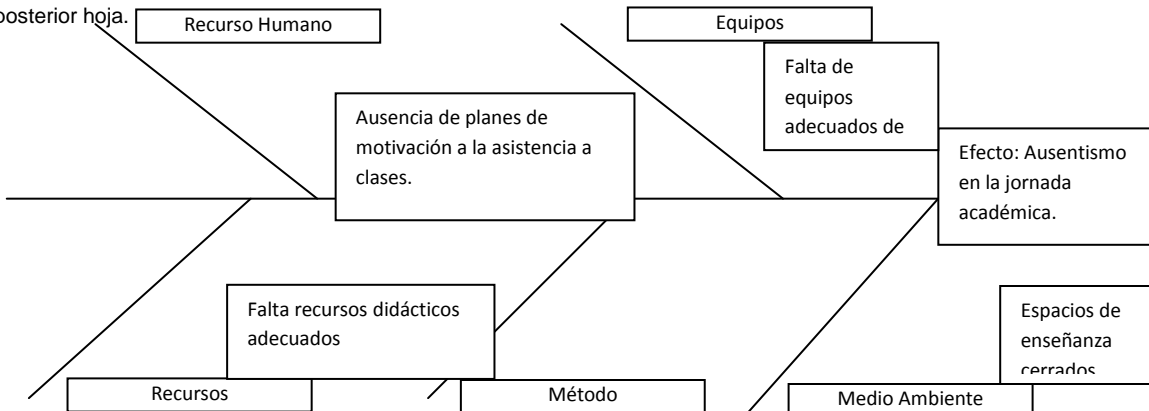 posterior hoja.
Recurso Humano
Equipos
Falta de
equipos
adecuados de
Ausencia de planes de
motivación a la asistencia a
clases.
Efecto: Ausentismo
en la jornada
académica.
Falta recursos didácticos
adecuados
Espacios de
enseñanza
cerrados
Recursos
Método
Medio Ambiente